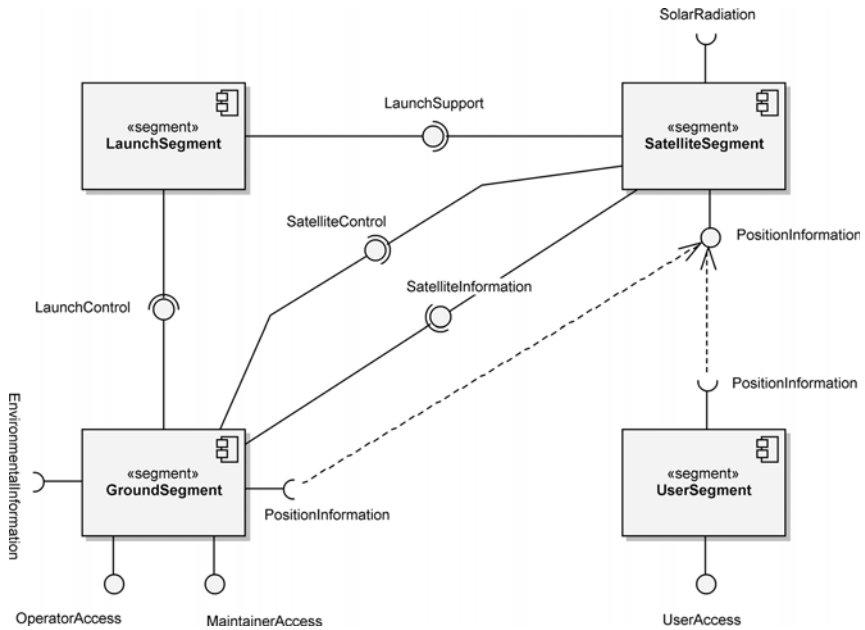 SolarRadiation
«segment»
LaunchSegment
LaunchSupport
«segment»
SatelliteSegment
SatelliteControl
PositionInformation
SatelliteInformation
LaunchControl
PositionInformation
EnvironmentalInformation
«segment»
GroundSegment
PositionInformation
«segment»
UserSegment
OperatorAccess
MaintainerAccess
UserAccess